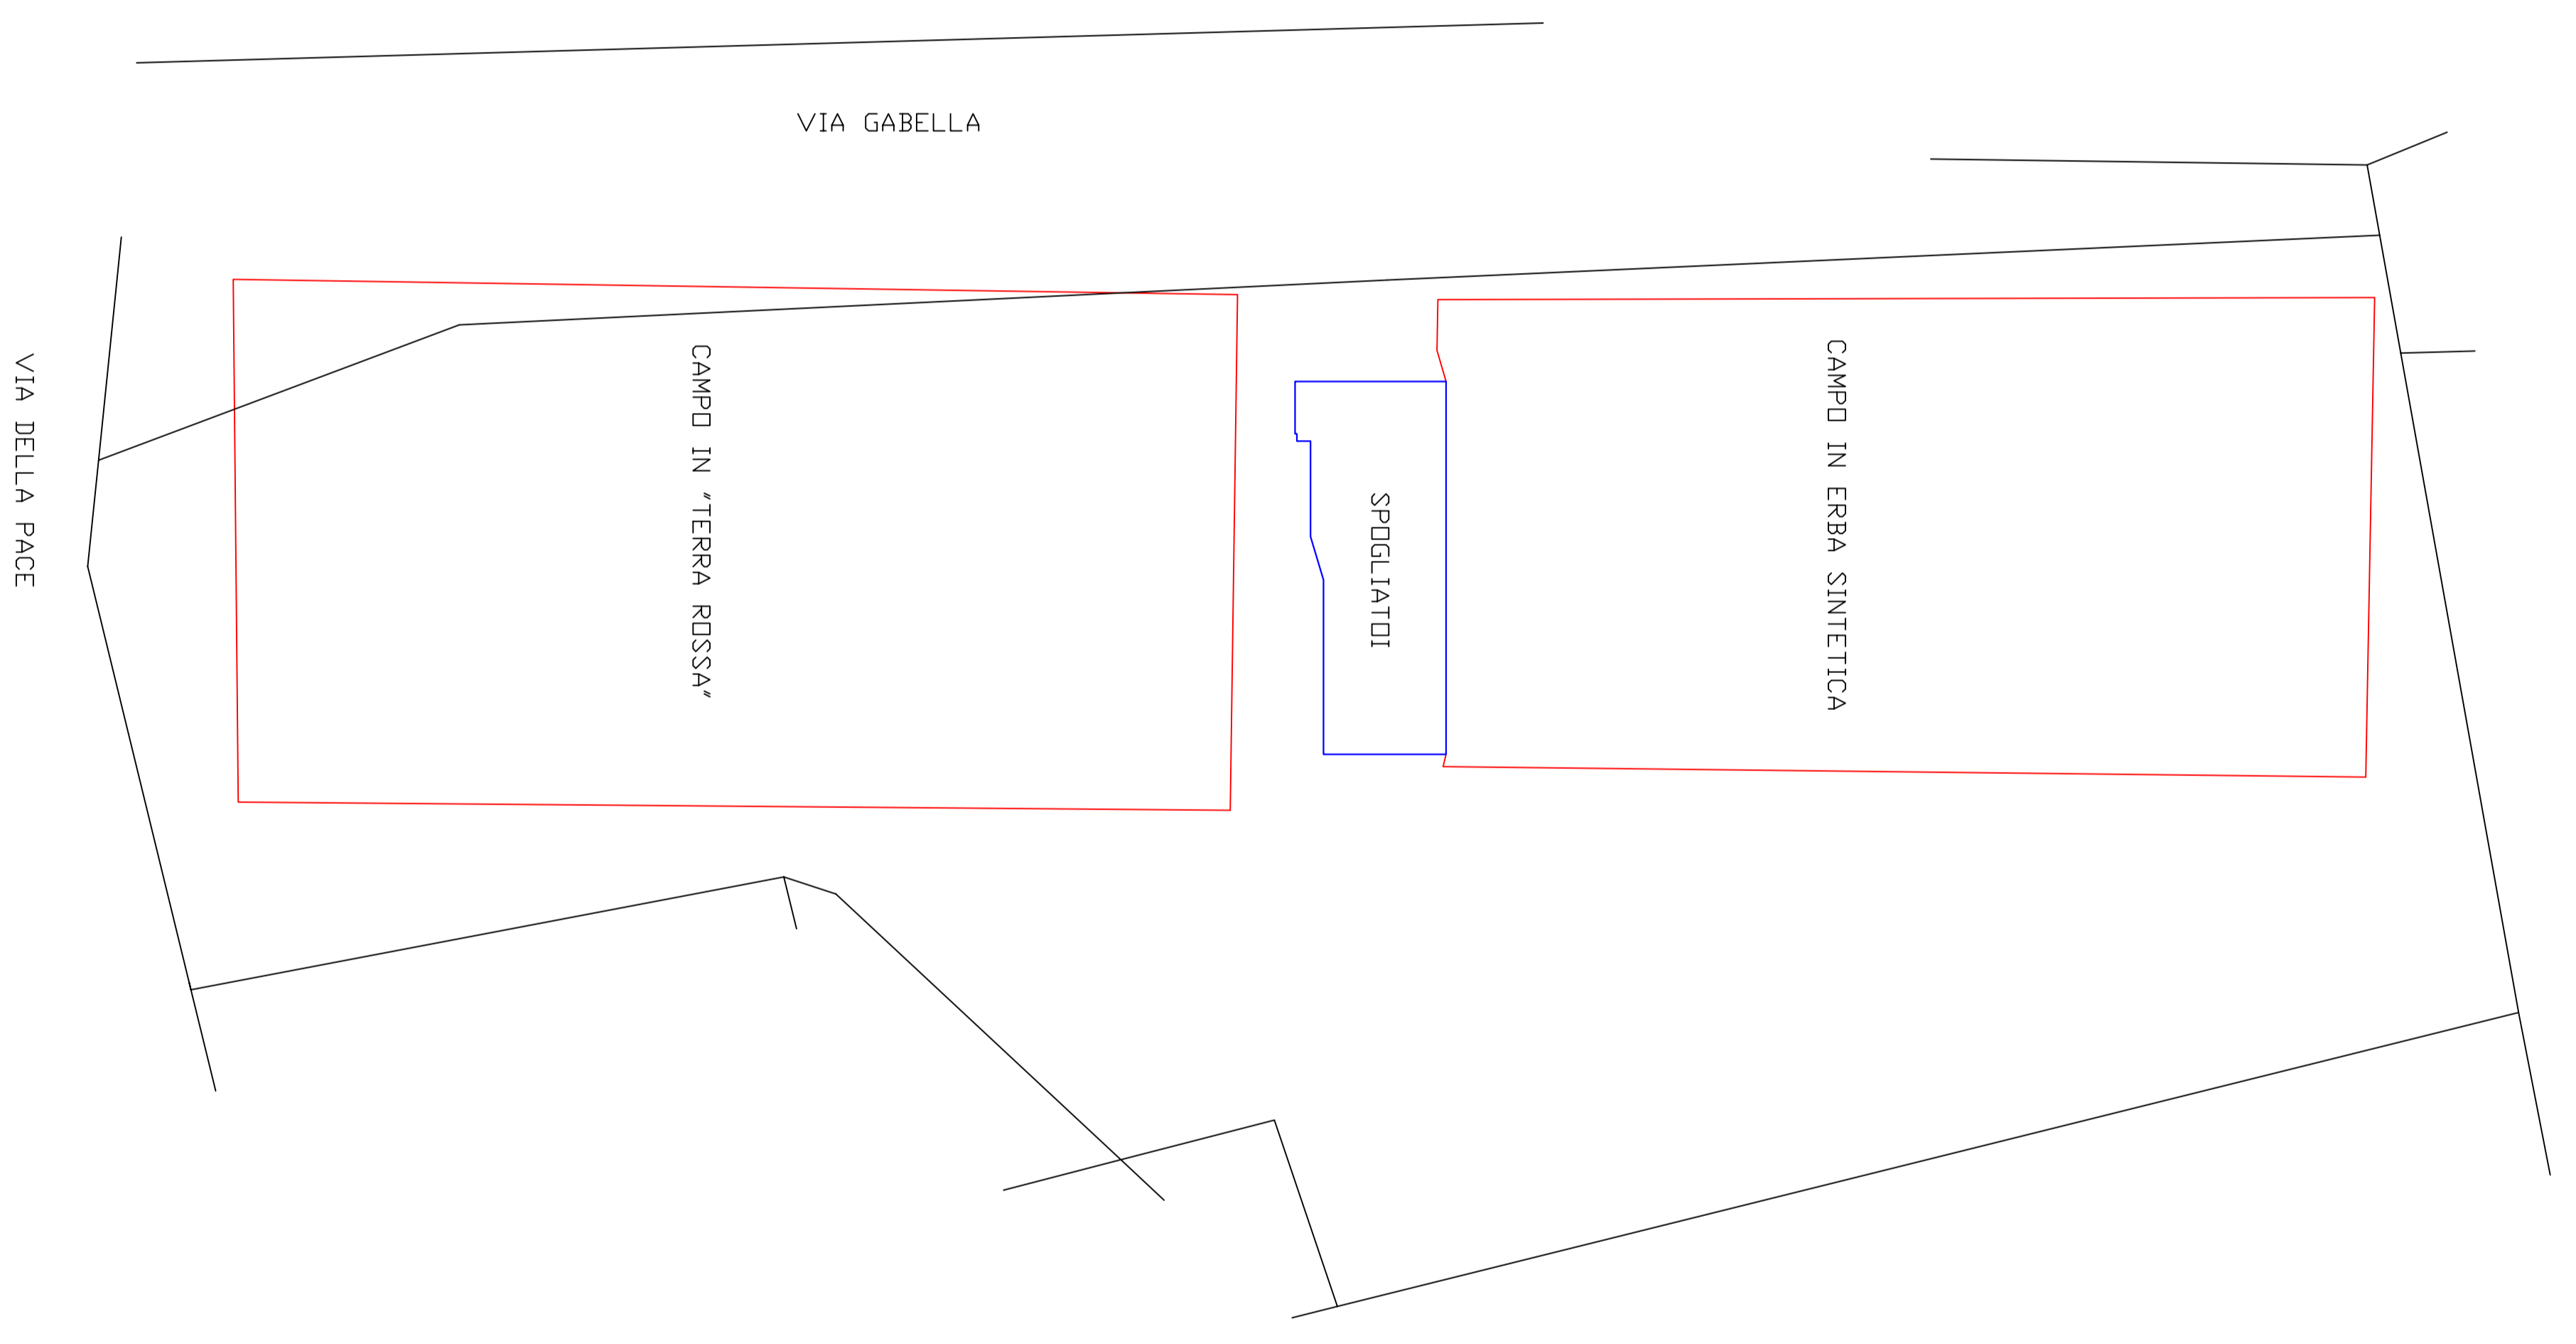 VIA GABELLA
VIA DELLA PACE
CAMPO IN "TERRA ROSSA"
SPOGLIATOI
CAMPO IN ERBA SINTETICA